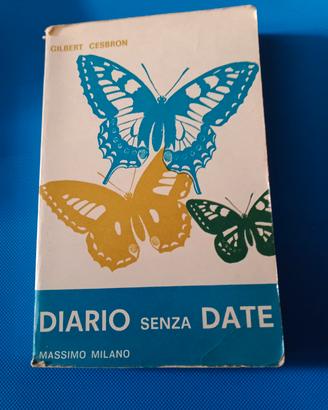 GILBERT CESBRON
DIARIO SENZA DATE
MASSIMO MILANO